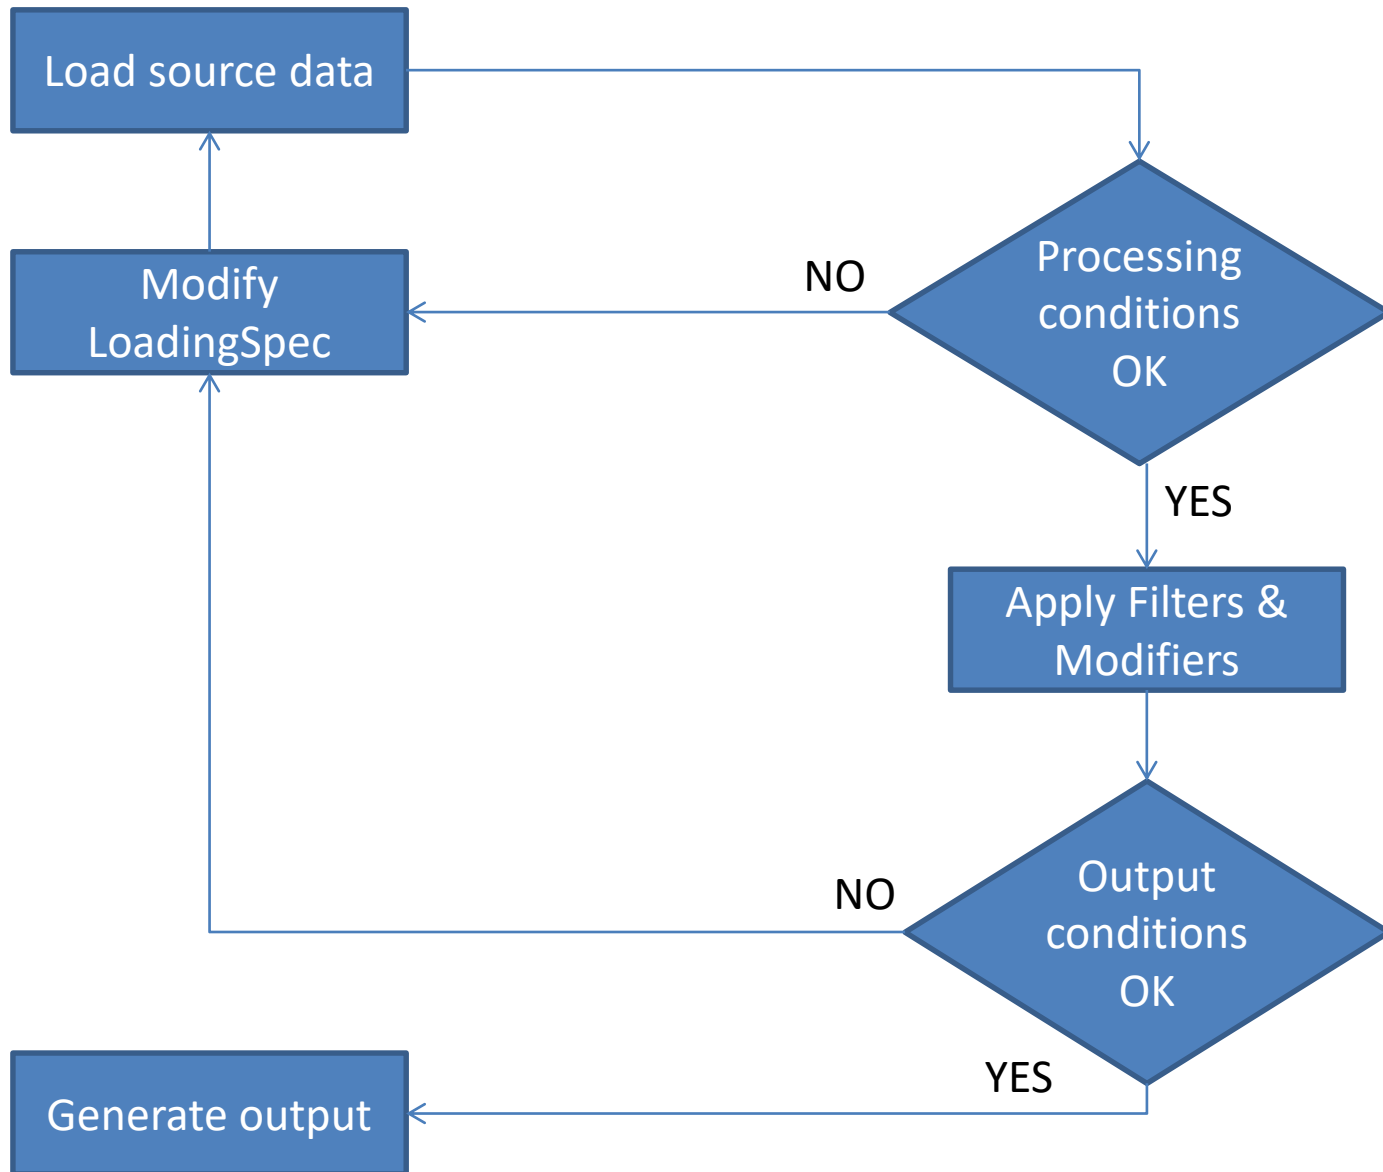 Load source data
Processing
conditions
OK
NO
Modify
LoadingSpec
YES
Apply Filters &
Modifiers
Output
conditions
OK
NO
YES
Generate output